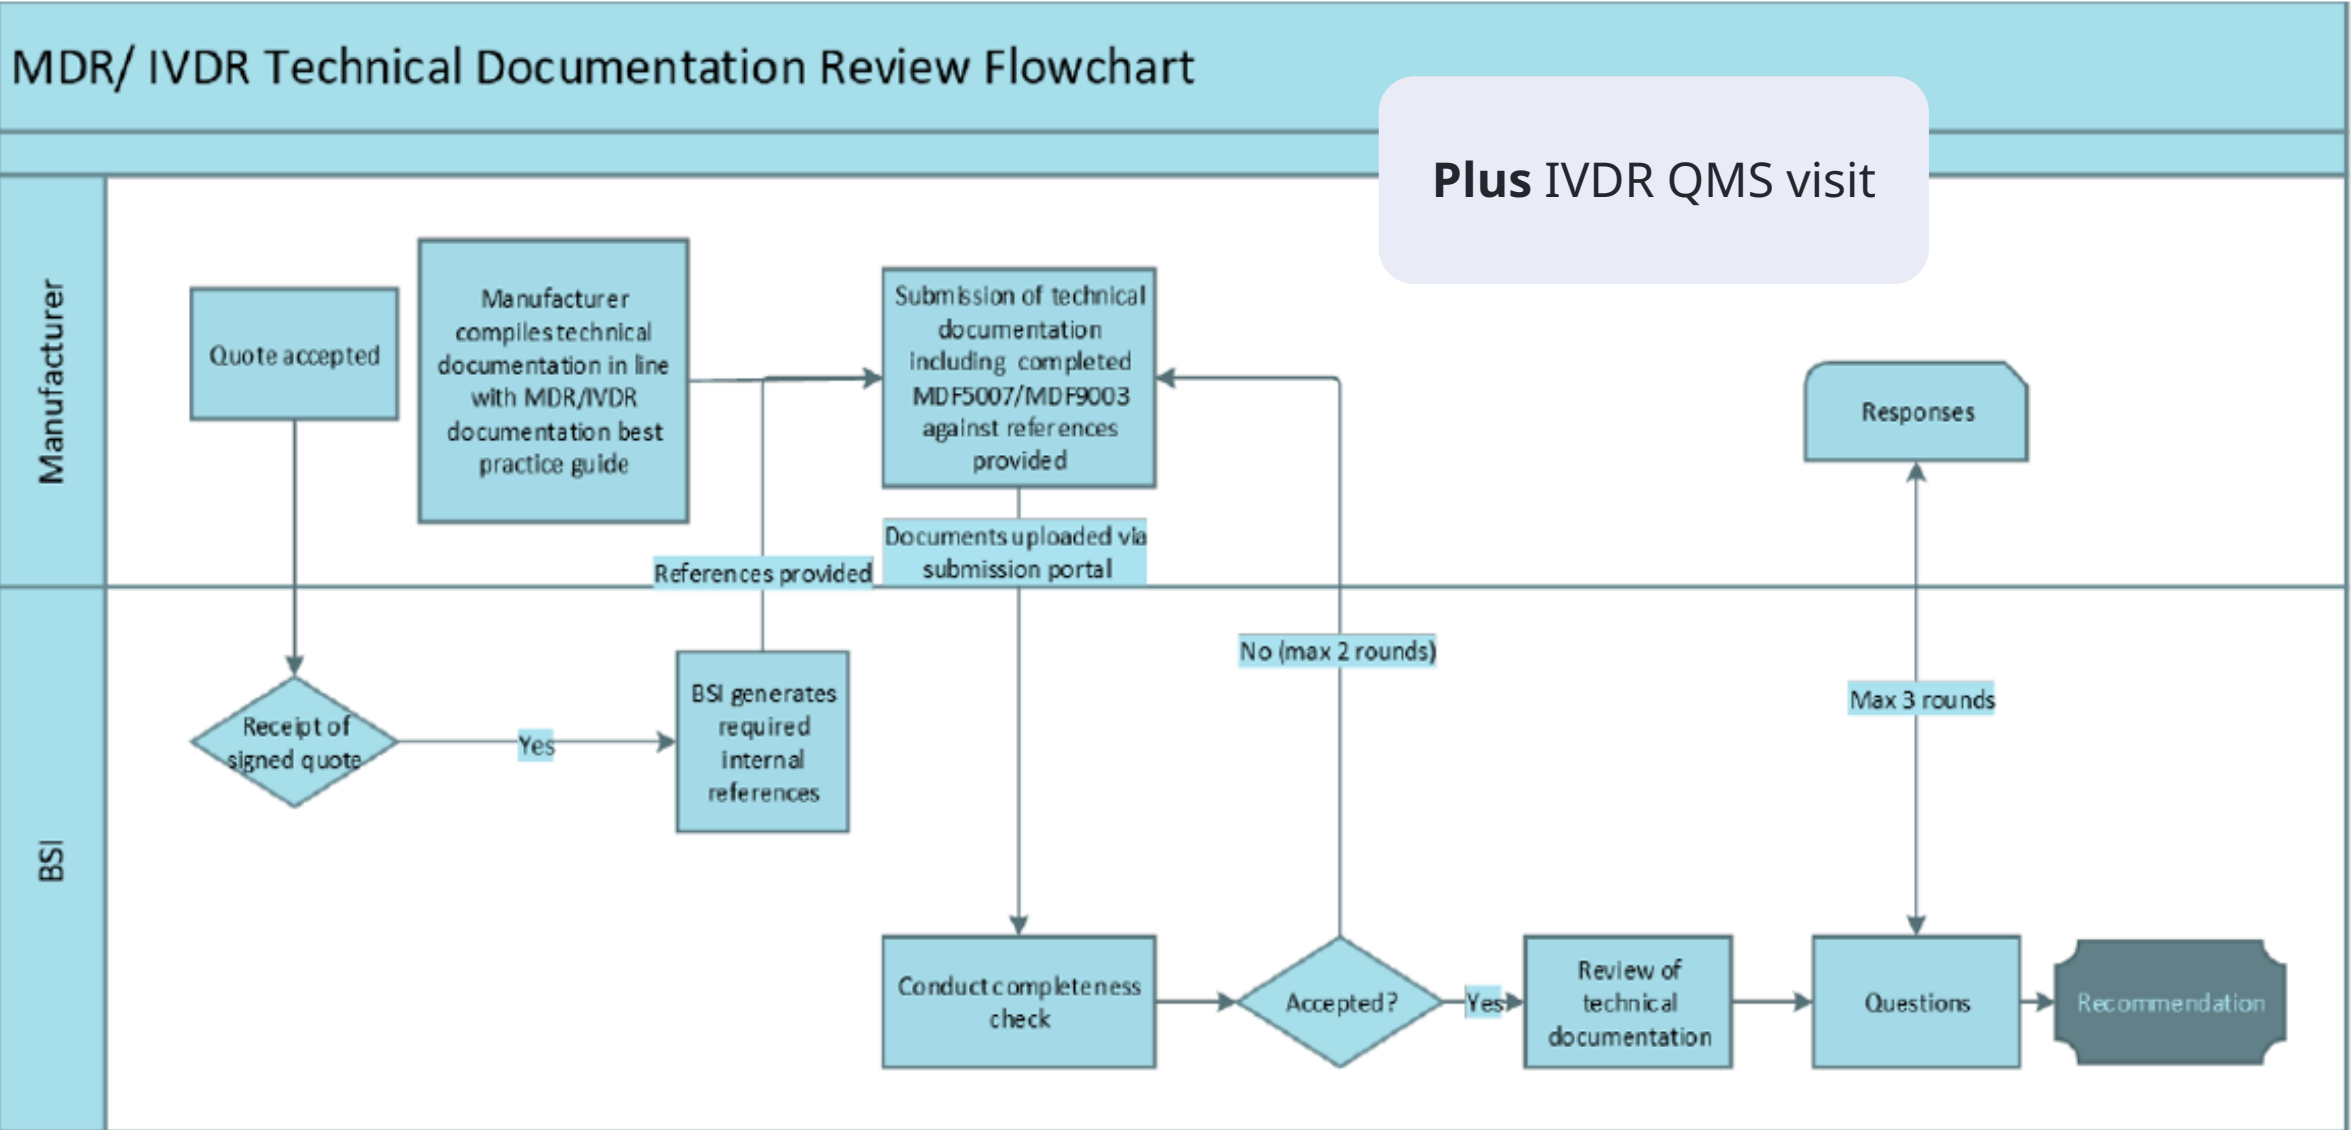 MDR/ IVDR Technical Documentation Review Flowchart
Plus IVDR QMS visit
Manufacturer
Quote accepted
Manufacturer
compiles technical
documentation in line
with MDR/IVDR
documentation best
practice guide
Submission of technical
documentation
including completed
MDF5007/MDF9003
against references
provided
Responses
References provided
Documents uploaded via
submission portal
BSI
Receipt of
signed quote
Yes
BSI generates
required
internal
references
No (max 2 rounds)
Max 3 rounds
Conduct completeness
check
Accepted?
Yes
Review of
technical
documentation
Questions
Recommendation